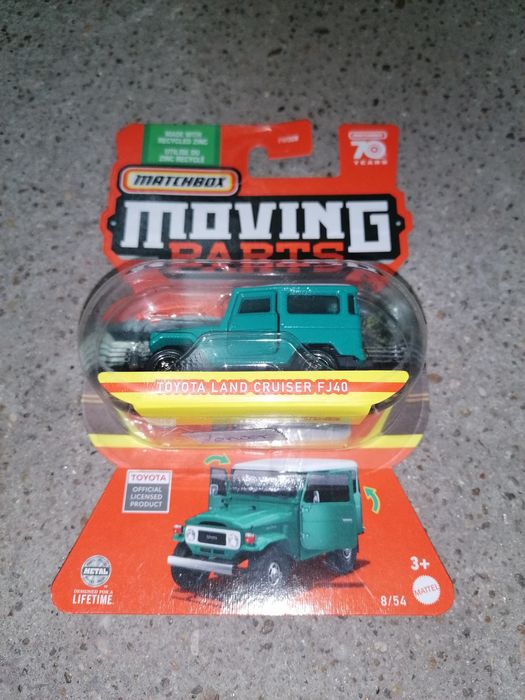 MADE WITH
RECYCLED ZINC
UTILISE DU
ZINC RECYCLÉ
MATCHBOX
70
YEARS
MOVING
PARTS
TOYOTA LAND CRUISER FJ40
TOYOTA
OFFICIAL
LICENSED
PRODUCT
METAL
DESIGNED FOR A
LIFETIME
3+
MATTEL
8/54